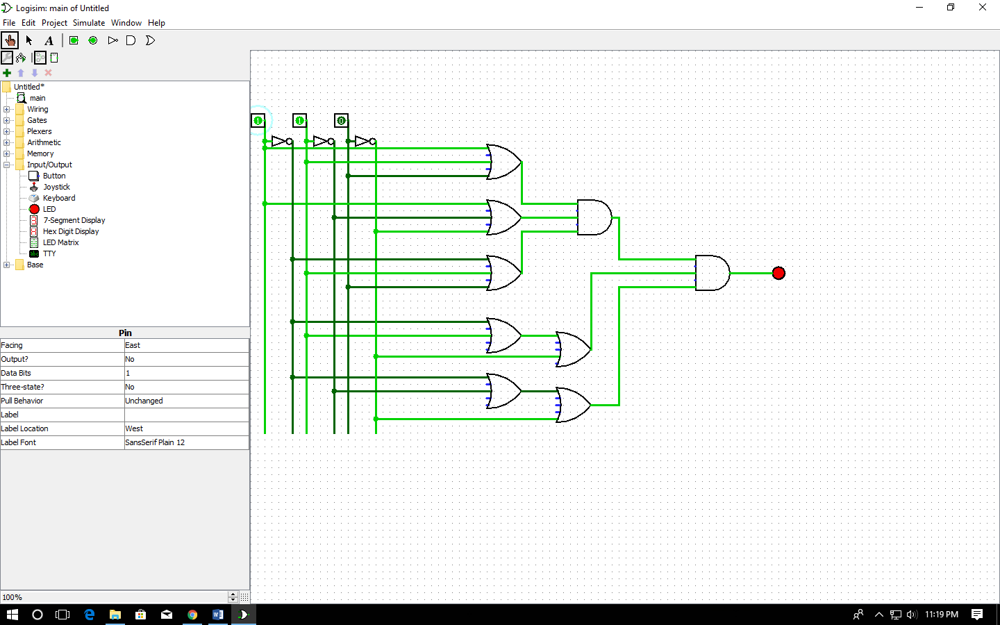 Logisim: main of Untitled
File Edit Project Simulate Window Help
A
Untitled*
main
Wiring
Gates
Plexers
Arithmetic
Memory
Input/Output
Button
Joystick
Keyboard
LED
7-Segment Display
Hex Digit Display
LED Matrix
abc TTY
Base
Pin
Facing East
Output? No
Data Bits 1
Three-state? No
Pull Behavior Unchanged
Label
Label Location West
Label Font SansSerif Plain 12
100%
1 1 0
11:19 PM